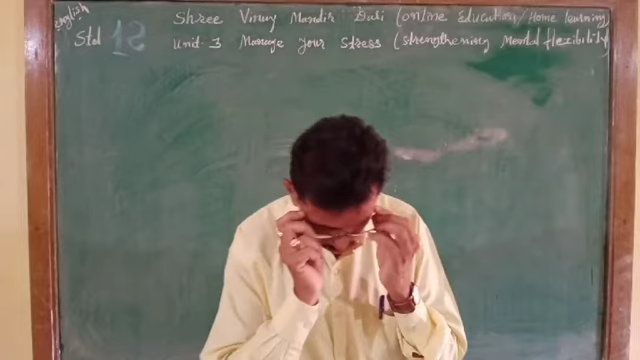 english
Std 12
Shree Vinay Mandir Bali (online Education/Home learning
Unit-3 Manage your stress (strengthening Mental flexibility